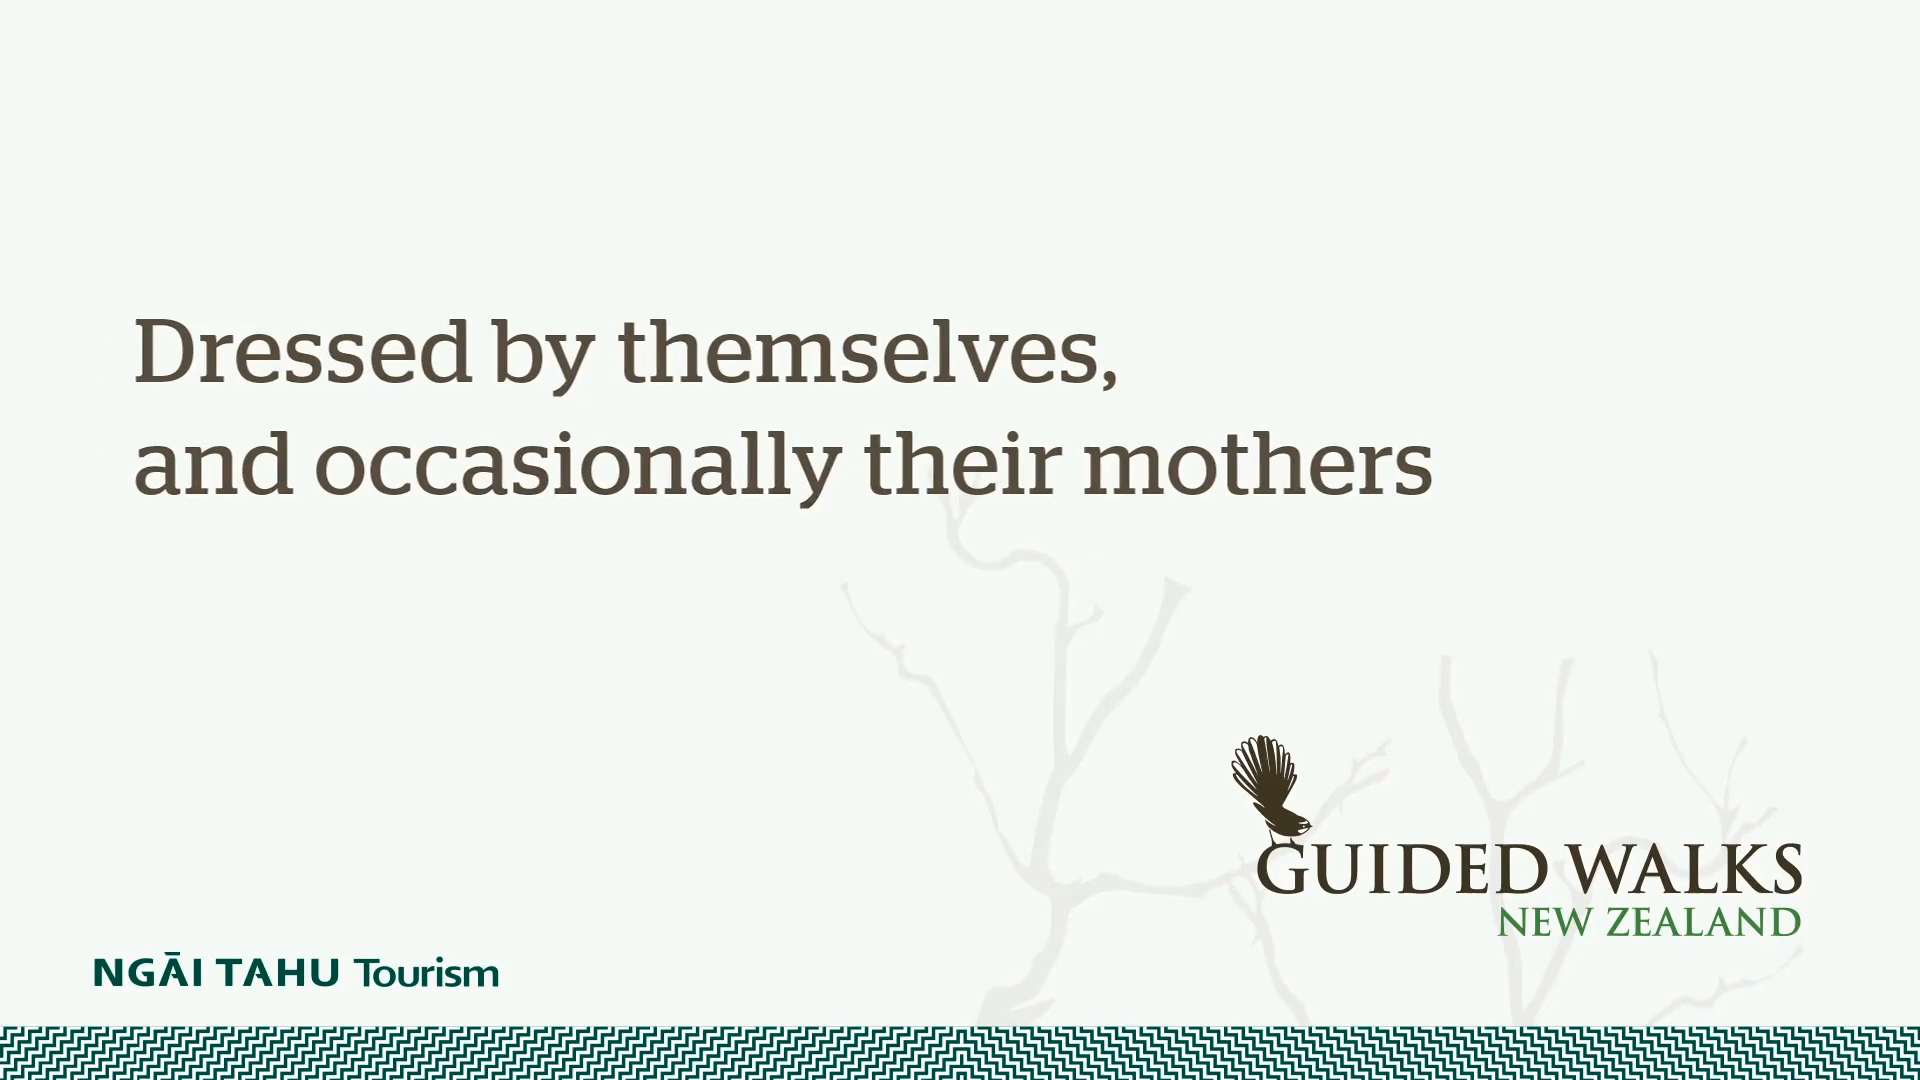 Dressed by themselves,
and occasionally their mothers
GUIDED WALKS
NEW ZEALAND
NGĀI TAHU Tourism